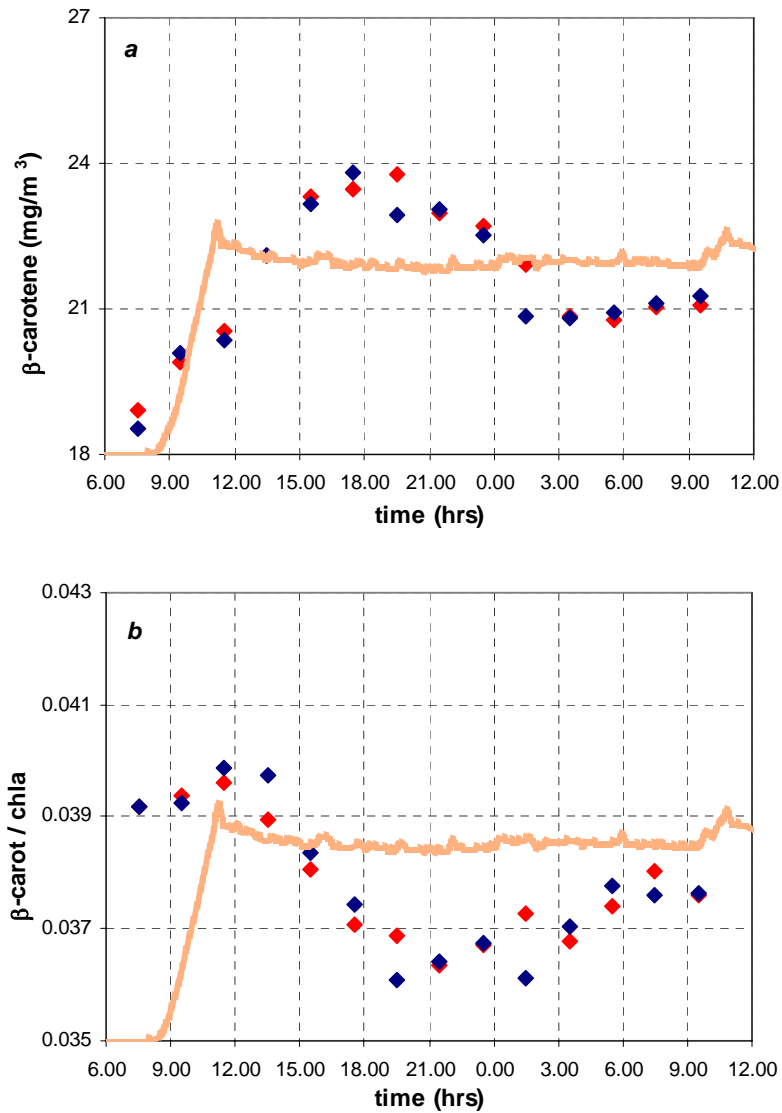 27
24
21
18
a
β-carotene (mg/m ³)
6.00 9.00 12.00 15.00 18.00 21.00 0.00 3.00 6.00 9.00 12.00
time (hrs)
0.043
0.041
0.039
0.037
0.035
b
β-carot / chla
6.00 9.00 12.00 15.00 18.00 21.00 0.00 3.00 6.00 9.00 12.00
time (hrs)